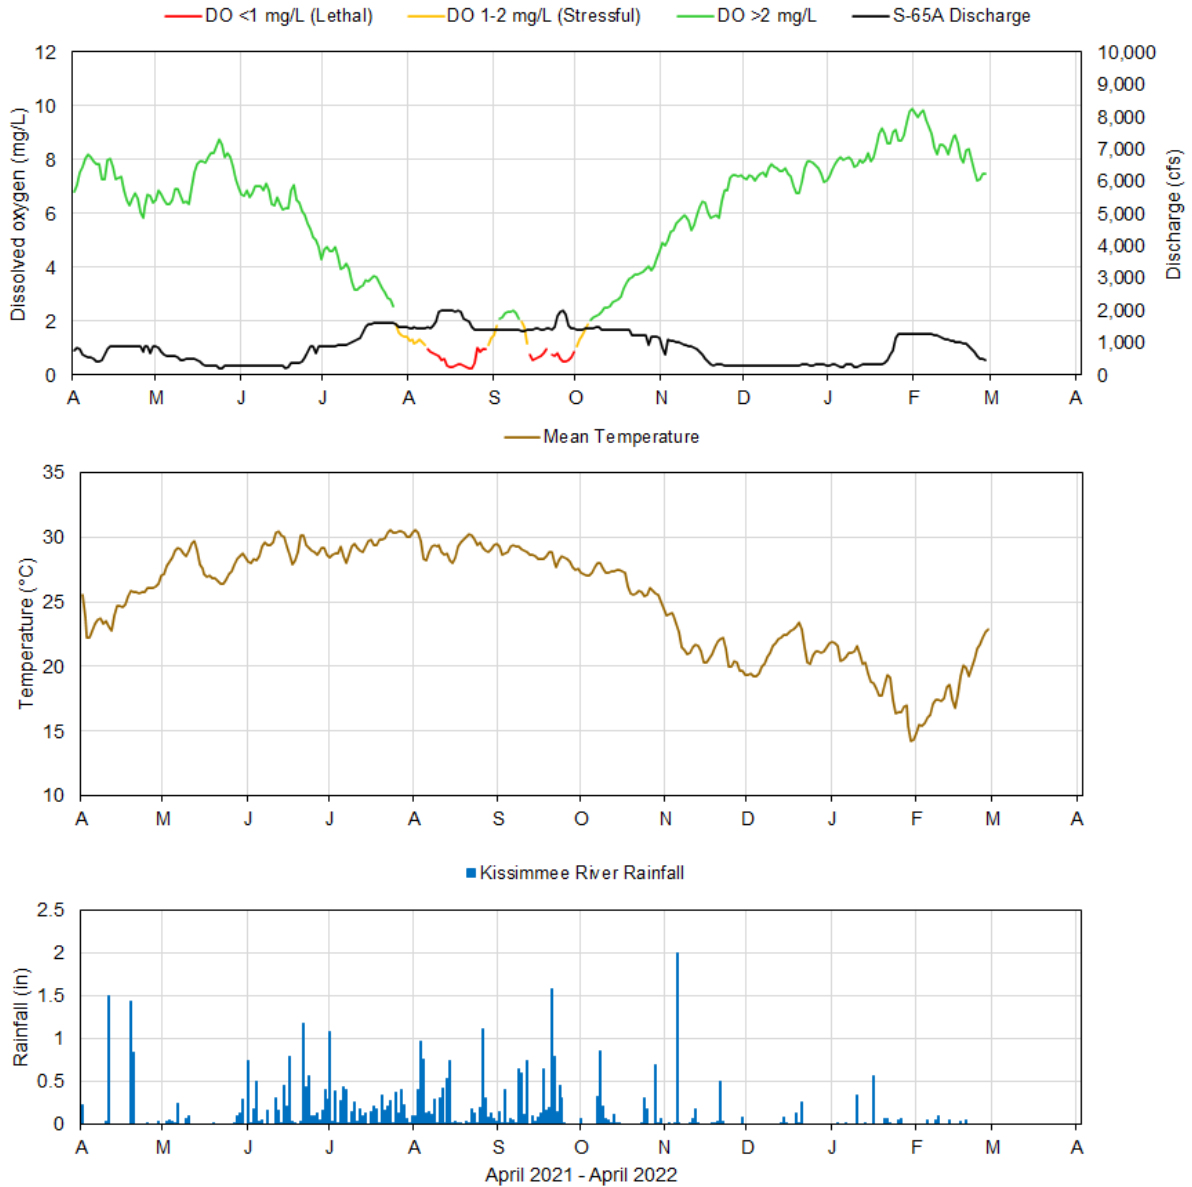 DO <1 mg/L (Lethal) DO 1-2 mg/L (Stressful) DO >2 mg/L S-65A Discharge
Dissolved oxygen (mg/L)
12
10
8
6
4
2
0
10,000
9,000
8,000
7,000
6,000
5,000
4,000
3,000
2,000
1,000
0
Discharge (cfs)
A M J J A S O N D J F M A
Mean Temperature
Temperature (°C)
35
30
25
20
15
10
A M J J A S O N D J F M A
Kissimmee River Rainfall
Rainfall (in)
2.5
2
1.5
1
0.5
0
A M J J A S O N D J F M A
April 2021 - April 2022